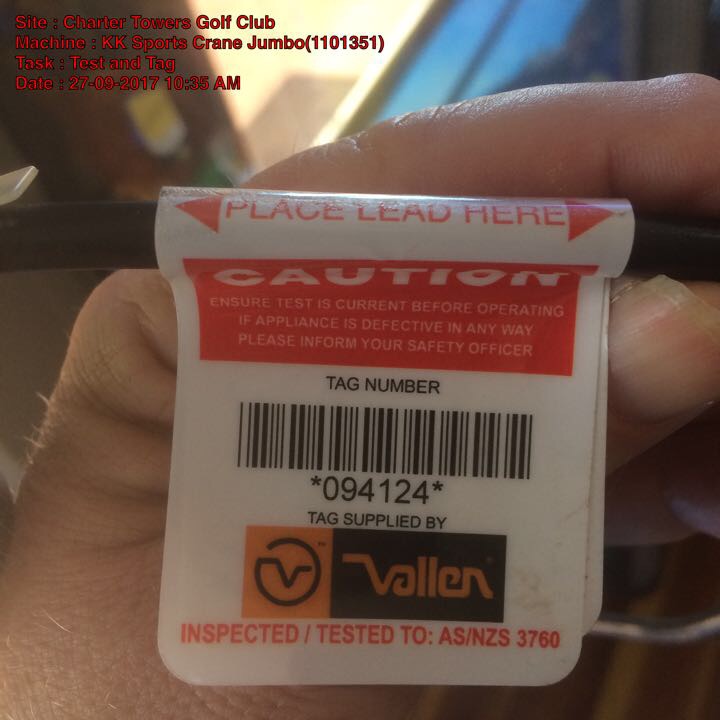 Site : Charter Towers Golf Club
Machine : KK Sports Crane Jumbo(1101351)
Task : Test and Tag
Date : 27-09-2017 10:35 AM
PLACE LEAD HERE
CAUTION
ENSURE TEST IS CURRENT BEFORE OPERATING
IF APPLIANCE IS DEFECTIVE IN ANY WAY
PLEASE INFORM YOUR SAFETY OFFICER
TAG NUMBER
*094124*
TAG SUPPLIED BY
V™ Vallen®
INSPECTED / TESTED TO: AS/NZS 3760